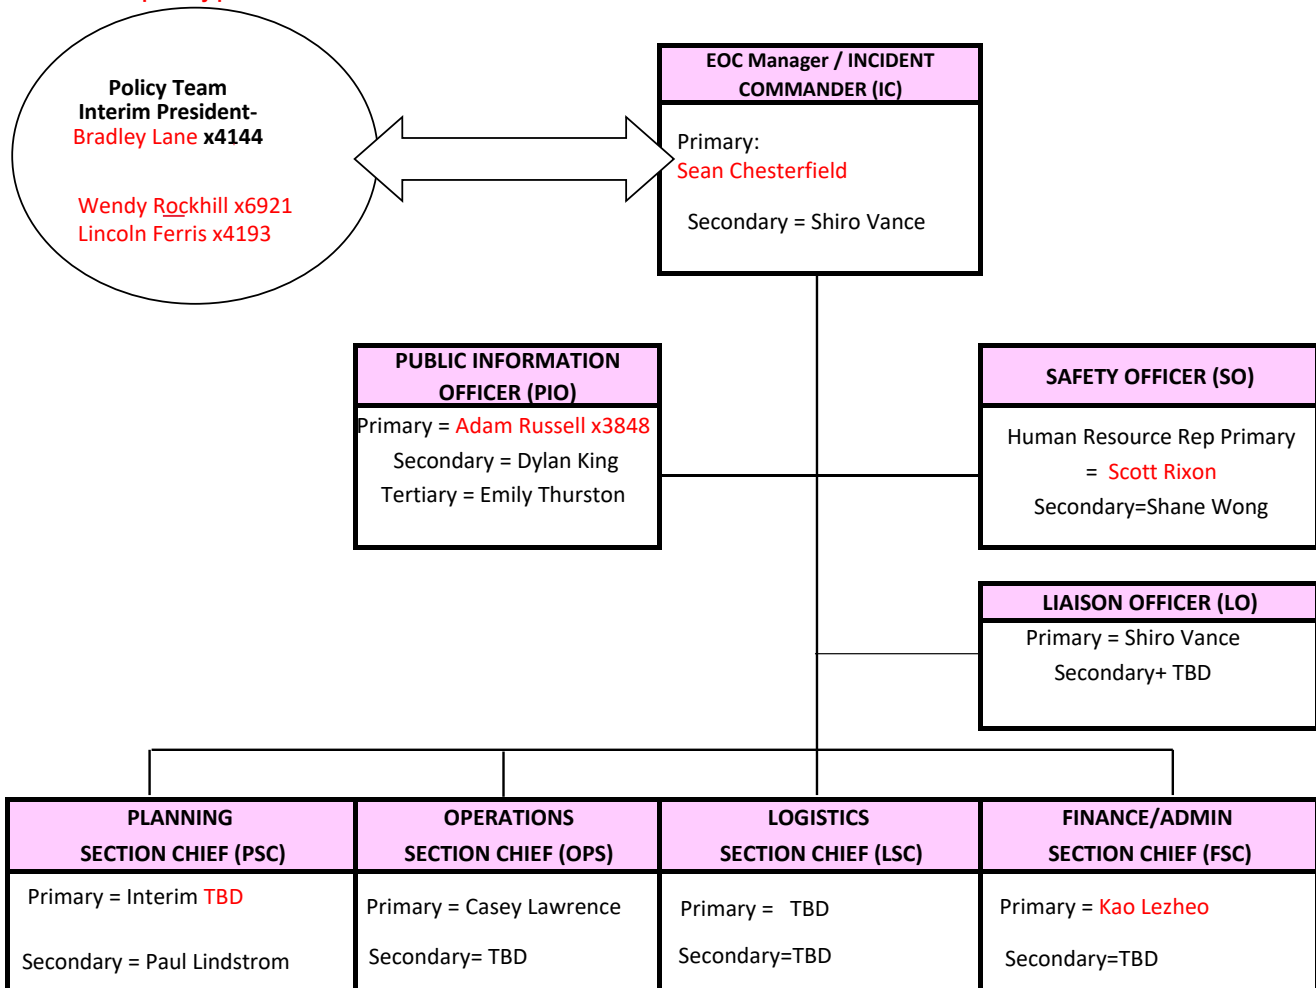 Policy Team
Interim President-
Bradley Lane x4144
Wendy Rockhill x6921
Lincoln Ferris x4193
EOC Manager / INCIDENT
COMMANDER (IC)
Primary:
Sean Chesterfield
Secondary = Shiro Vance
PUBLIC INFORMATION
OFFICER (PIO)
Primary = Adam Russell x3848
Secondary = Dylan King
Tertiary = Emily Thurston
SAFETY OFFICER (SO)
Human Resource Rep Primary
= Scott Rixon
Secondary=Shane Wong
LIAISON OFFICER (LO)
Primary = Shiro Vance
Secondary+ TBD
PLANNING
SECTION CHIEF (PSC)
Primary = Interim TBD
Secondary = Paul Lindstrom
OPERATIONS
SECTION CHIEF (OPS)
Primary = Casey Lawrence
Secondary= TBD
LOGISTICS
SECTION CHIEF (LSC)
Primary = TBD
Secondary=TBD
FINANCE/ADMIN
SECTION CHIEF (FSC)
Primary = Kao Lezheo
Secondary=TBD